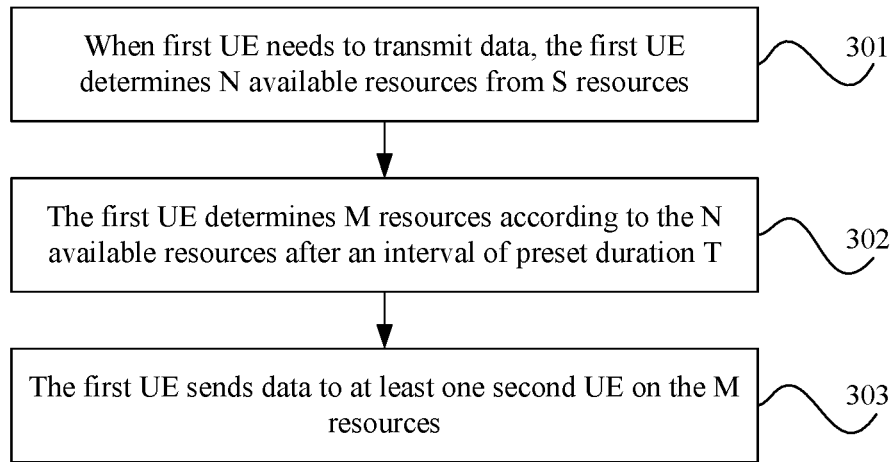 When first UE needs to transmit data, the first UE
determines N available resources from S resources
301
The first UE determines M resources according to the N
available resources after an interval of preset duration T
302
The first UE sends data to at least one second UE on the M
resources
303